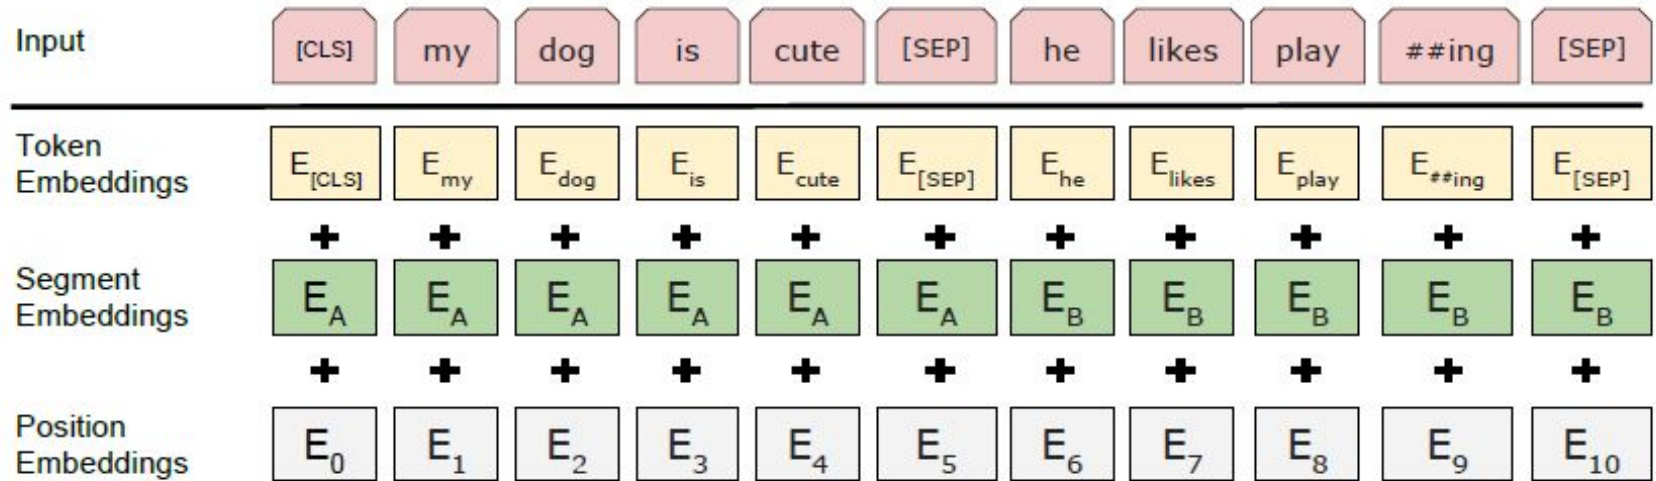 Input [CLS] my dog is cute [SEP] he likes play ##ing [SEP]
Token
Embeddings
E[CLS] Emy Edog Eis Ecute E[SEP] Ehe Elikes Eplay E##ing E[SEP]
+ + + + + + + + + + +
Segment
Embeddings
EA EA EA EA EA EA EB EB EB EB EB
+ + + + + + + + + + +
Position
Embeddings
E0 E1 E2 E3 E4 E5 E6 E7 E8 E9 E10